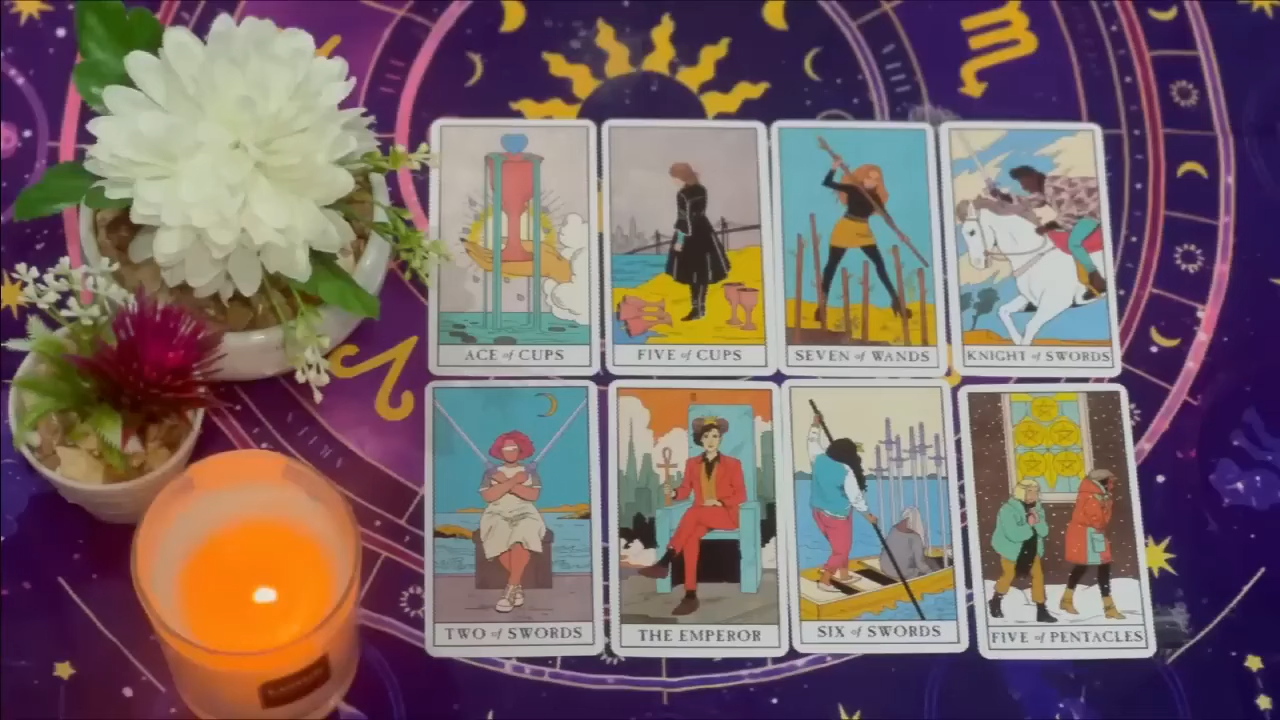 ACE of CUPS
FIVE of CUPS
SEVEN of WANDS
KNIGHT of SWORDS
TWO of SWORDS
THE EMPEROR
SIX of SWORDS
FIVE of PENTACLES